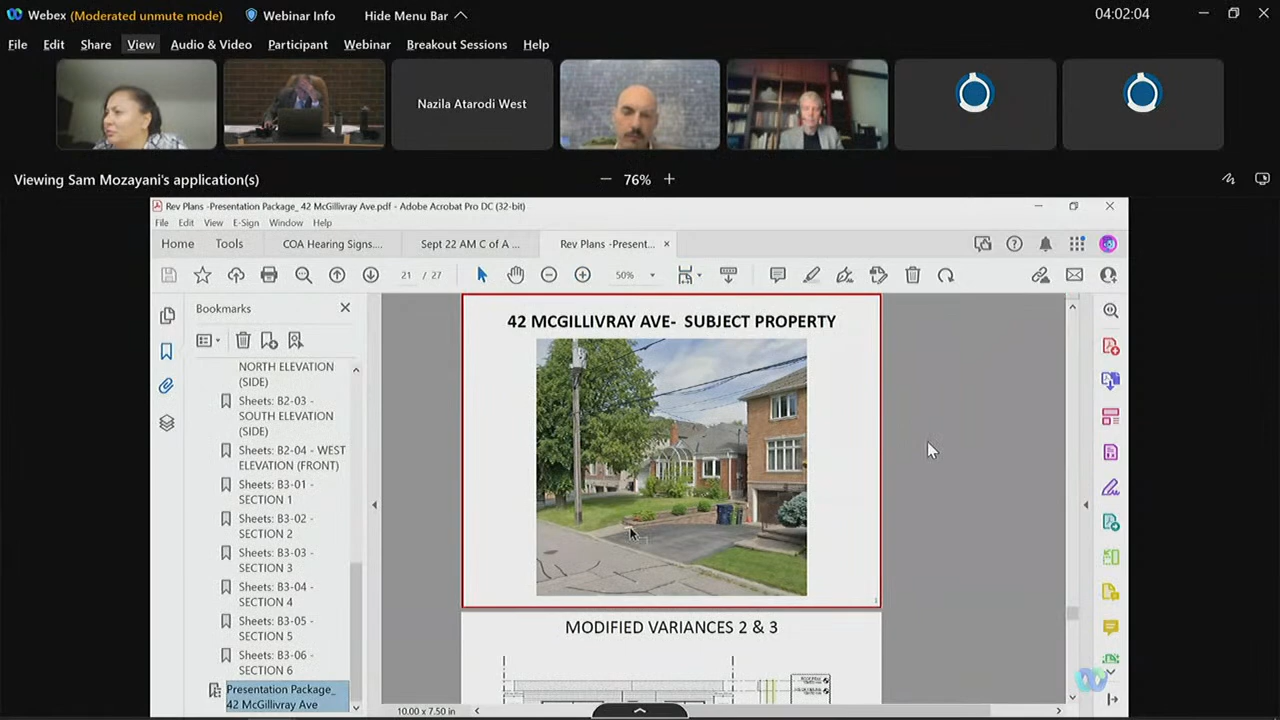 Webex (Moderated unmute mode) Webinar Info Hide Menu Bar 04:02:04
File Edit Share View Audio & Video Participant Webinar Breakout Sessions Help
Nazila Atarodi West
Viewing Sam Mozayani's application(s) 76%
Rev Plans -Presentation Package_ 42 McGillivray Ave.pdf - Adobe Acrobat Pro DC (32-bit)
File Edit View E-Sign Window Help
Home Tools COA Hearing Signs.... Sept 22 AM C of A ... Rev Plans -Present... ×
21 / 27 50%
Bookmarks
NORTH ELEVATION
(SIDE)
Sheets: B2-03 -
SOUTH ELEVATION
(SIDE)
Sheets: B2-04 - WEST
ELEVATION (FRONT)
Sheets: B3-01 -
SECTION 1
Sheets: B3-02 -
SECTION 2
Sheets: B3-03 -
SECTION 3
Sheets: B3-04 -
SECTION 4
Sheets: B3-05 -
SECTION 5
Sheets: B3-06 -
SECTION 6
Presentation Package_
42 McGillivray Ave
42 MCGILLIVRAY AVE- SUBJECT PROPERTY
MODIFIED VARIANCES 2 & 3
10.00 x 7.50 in